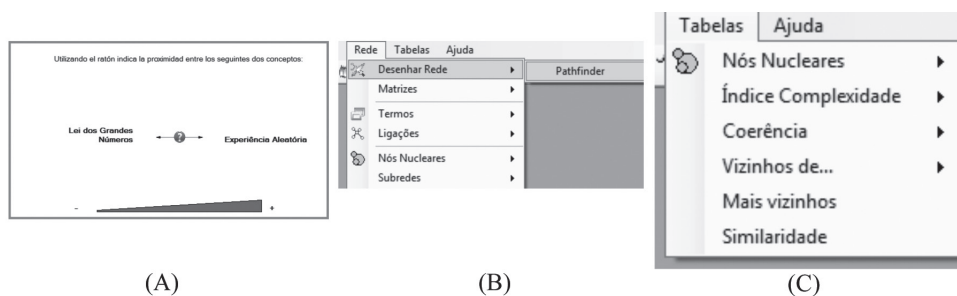 Utilizando el ratón indica la proximidad entre los seguintes dos conceptos:
Lei dos Grandes
Números
?
Experiência Aleatória
-
+
(A)
Rede Tabelas Ajuda
Desenhar Rede
Pathfinder
Matrizes
Termos
Ligações
Nós Nucleares
Subredes
(B)
Tabelas Ajuda
Nós Nucleares
Índice Complexidade
Coerência
Vizinhos de...
Mais vizinhos
Similaridade
(C)